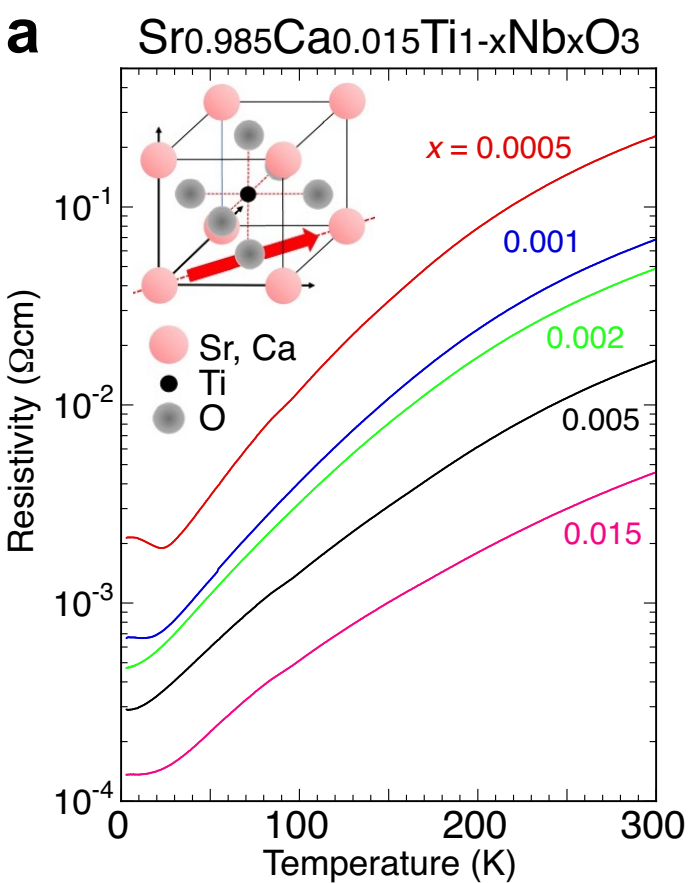 a Sr0.985Ca0.015Ti1-xNbxO3
x = 0.0005
10-1
0.001
0.002
Sr, Ca
Ti
O
10-2
0.005
0.015
10-3
10-4
0 100 200 300
Temperature (K)
Resistivity (Ωcm)